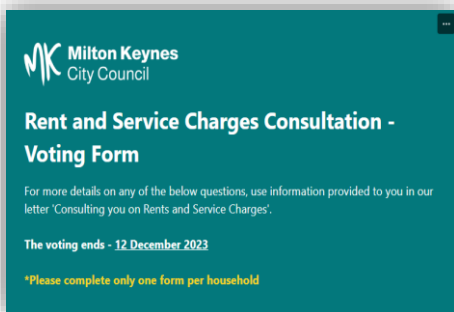 MK Milton Keynes
City Council
Rent and Service Charges Consultation -
Voting Form
For more details on any of the below questions, use information provided to you in our
letter 'Consulting you on Rents and Service Charges'.
The voting ends - 12 December 2023
*Please complete only one form per household